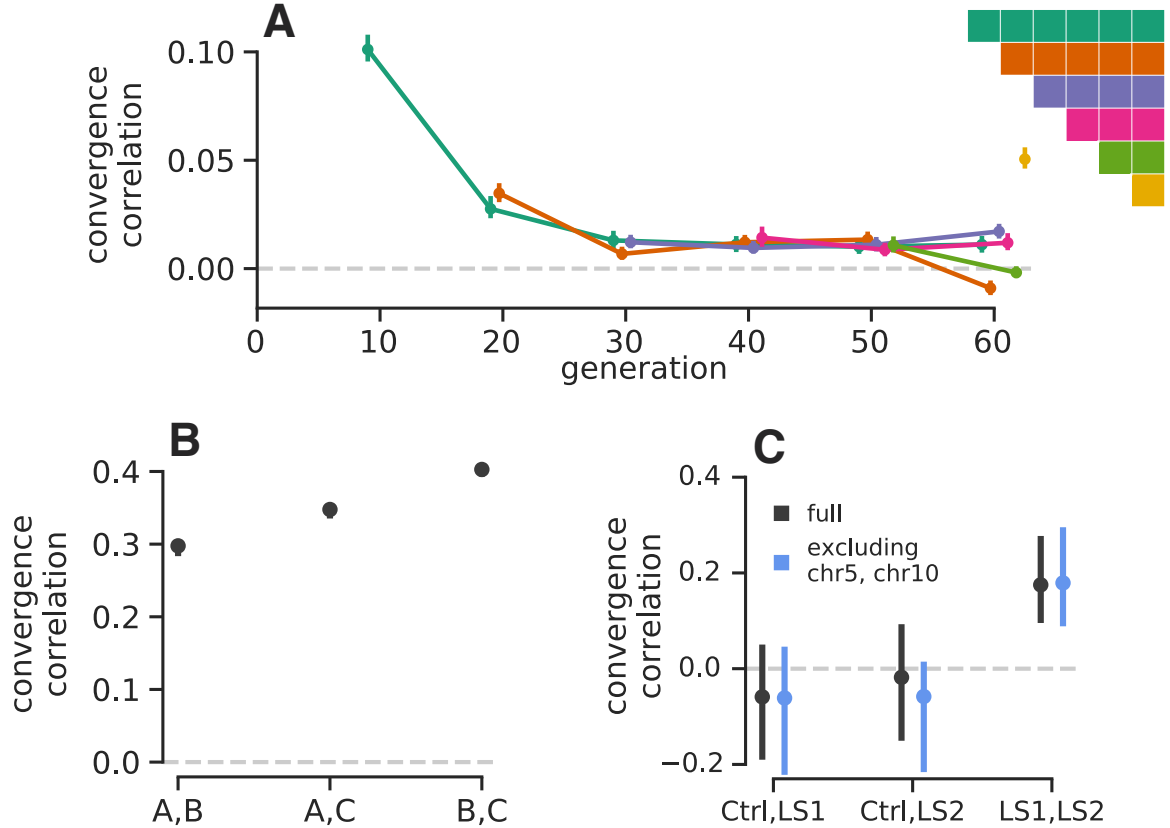 A
convergence
correlation
0.10
0.05
0.00
0 10 20 30 40 50 60
generation
B
convergence
correlation
0.4
0.3
0.2
0.1
0.0
A,B A,C B,C
C
convergence
correlation
0.4
0.2
0.0
−0.2
full
excluding
chr5, chr10
Ctrl,LS1 Ctrl,LS2 LS1,LS2